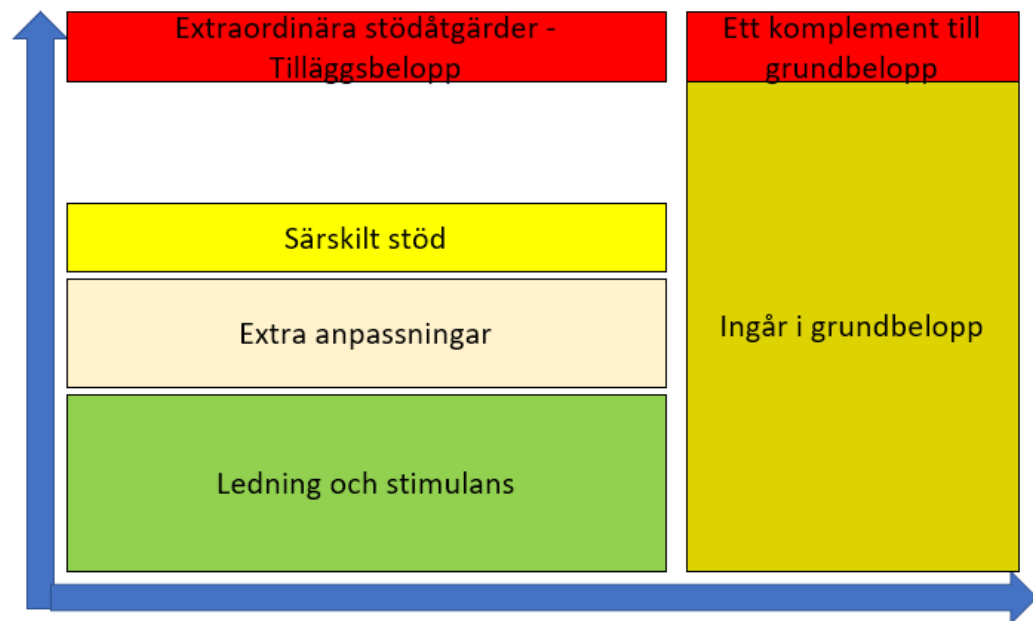 Extraordinära stödåtgärder -
Tilläggsbelopp
Ett komplement till
grundbelopp
Särskilt stöd
Extra anpassningar
Ingår i grundbelopp
Ledning och stimulans